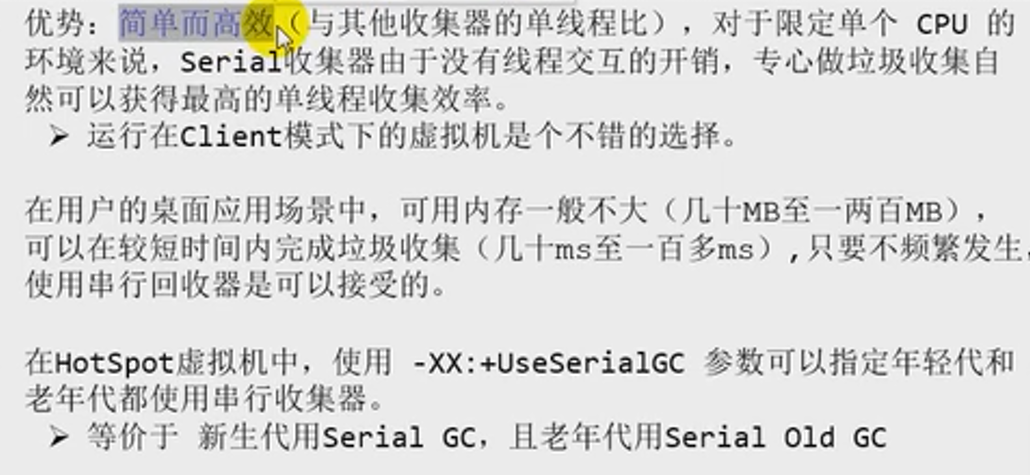 优势：简单而高效（与其他收集器的单线程比），对于限定单个 CPU 的
环境来说，Serial收集器由于没有线程交互的开销，专心做垃圾收集自
然可以获得最高的单线程收集效率。
➢ 运行在Client模式下的虚拟机是个不错的选择。
在用户的桌面应用场景中，可用内存一般不大（几十MB至一两百MB），
可以在较短时间内完成垃圾收集（几十ms至一百多ms）,只要不频繁发生，
使用串行回收器是可以接受的。
在HotSpot虚拟机中，使用 -XX:+UseSerialGC 参数可以指定年轻代和
老年代都使用串行收集器。
➢ 等价于 新生代用Serial GC，且老年代用Serial Old GC